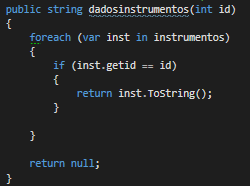 public string dadosinstrumentos(int id)
{
    foreach (var inst in instrumentos)
    {
        if (inst.getid == id)
        {
            return inst.ToString();
        }

    }

    return null;
}